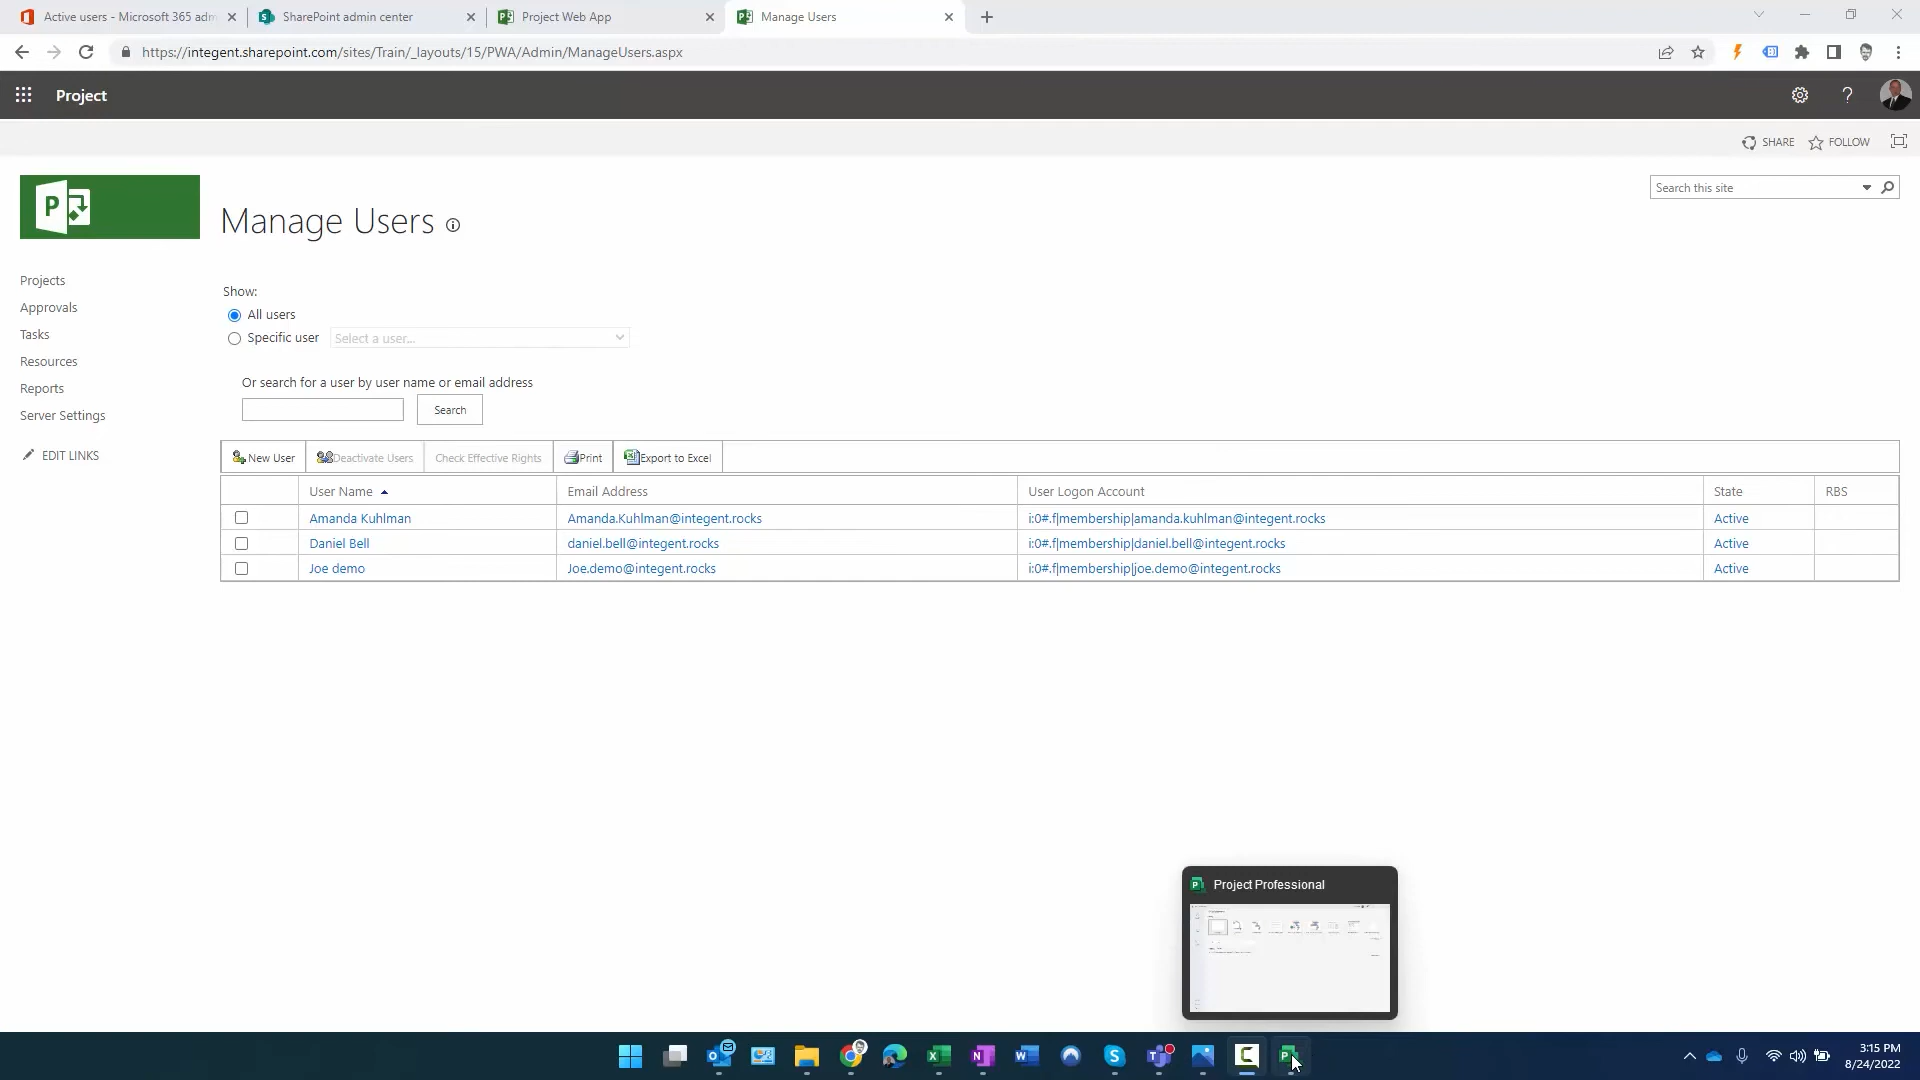 Active users - Microsoft 365 adm
SharePoint admin center
Project Web App
Manage Users
https://integent.sharepoint.com/sites/Train/_layouts/15/PWA/Admin/ManageUsers.aspx
Project
SHARE
FOLLOW
Search this site
Manage Users
Projects
Approvals
Tasks
Resources
Reports
Server Settings
EDIT LINKS
Show:
All users
Specific user
Select a user...
Or search for a user by user name or email address
Search
New User
Deactivate Users
Check Effective Rights
Print
Export to Excel
User Name
Email Address
User Logon Account
State
RBS
Amanda Kuhlman
Amanda.Kuhlman@integent.rocks
i:0#.f|membership|amanda.kuhlman@integent.rocks
Active
Daniel Bell
daniel.bell@integent.rocks
i:0#.f|membership|daniel.bell@integent.rocks
Active
Joe demo
Joe.demo@integent.rocks
i:0#.f|membership|joe.demo@integent.rocks
Active
Project Professional
3:15 PM
8/24/2022